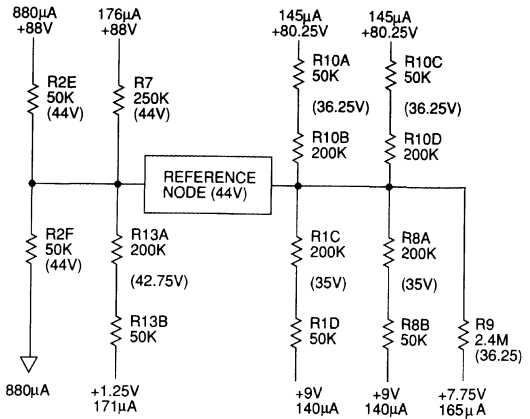 880µA
+88V
176µA
+88V
145µA
+80.25V
145µA
+80.25V
R2E
50K
(44V)
R7
250K
(44V)
R10A
50K
(36.25V)
R10B
200K
R10C
50K
(36.25V)
R10D
200K
REFERENCE
NODE (44V)
R2F
50K
(44V)
R13A
200K
(42.75V)
R13B
50K
R1C
200K
(35V)
R1D
50K
R8A
200K
(35V)
R8B
50K
R9
2.4M
(36.25)
880µA
+1.25V
171µA
+9V
140µA
+9V
140µA
+7.75V
165µA